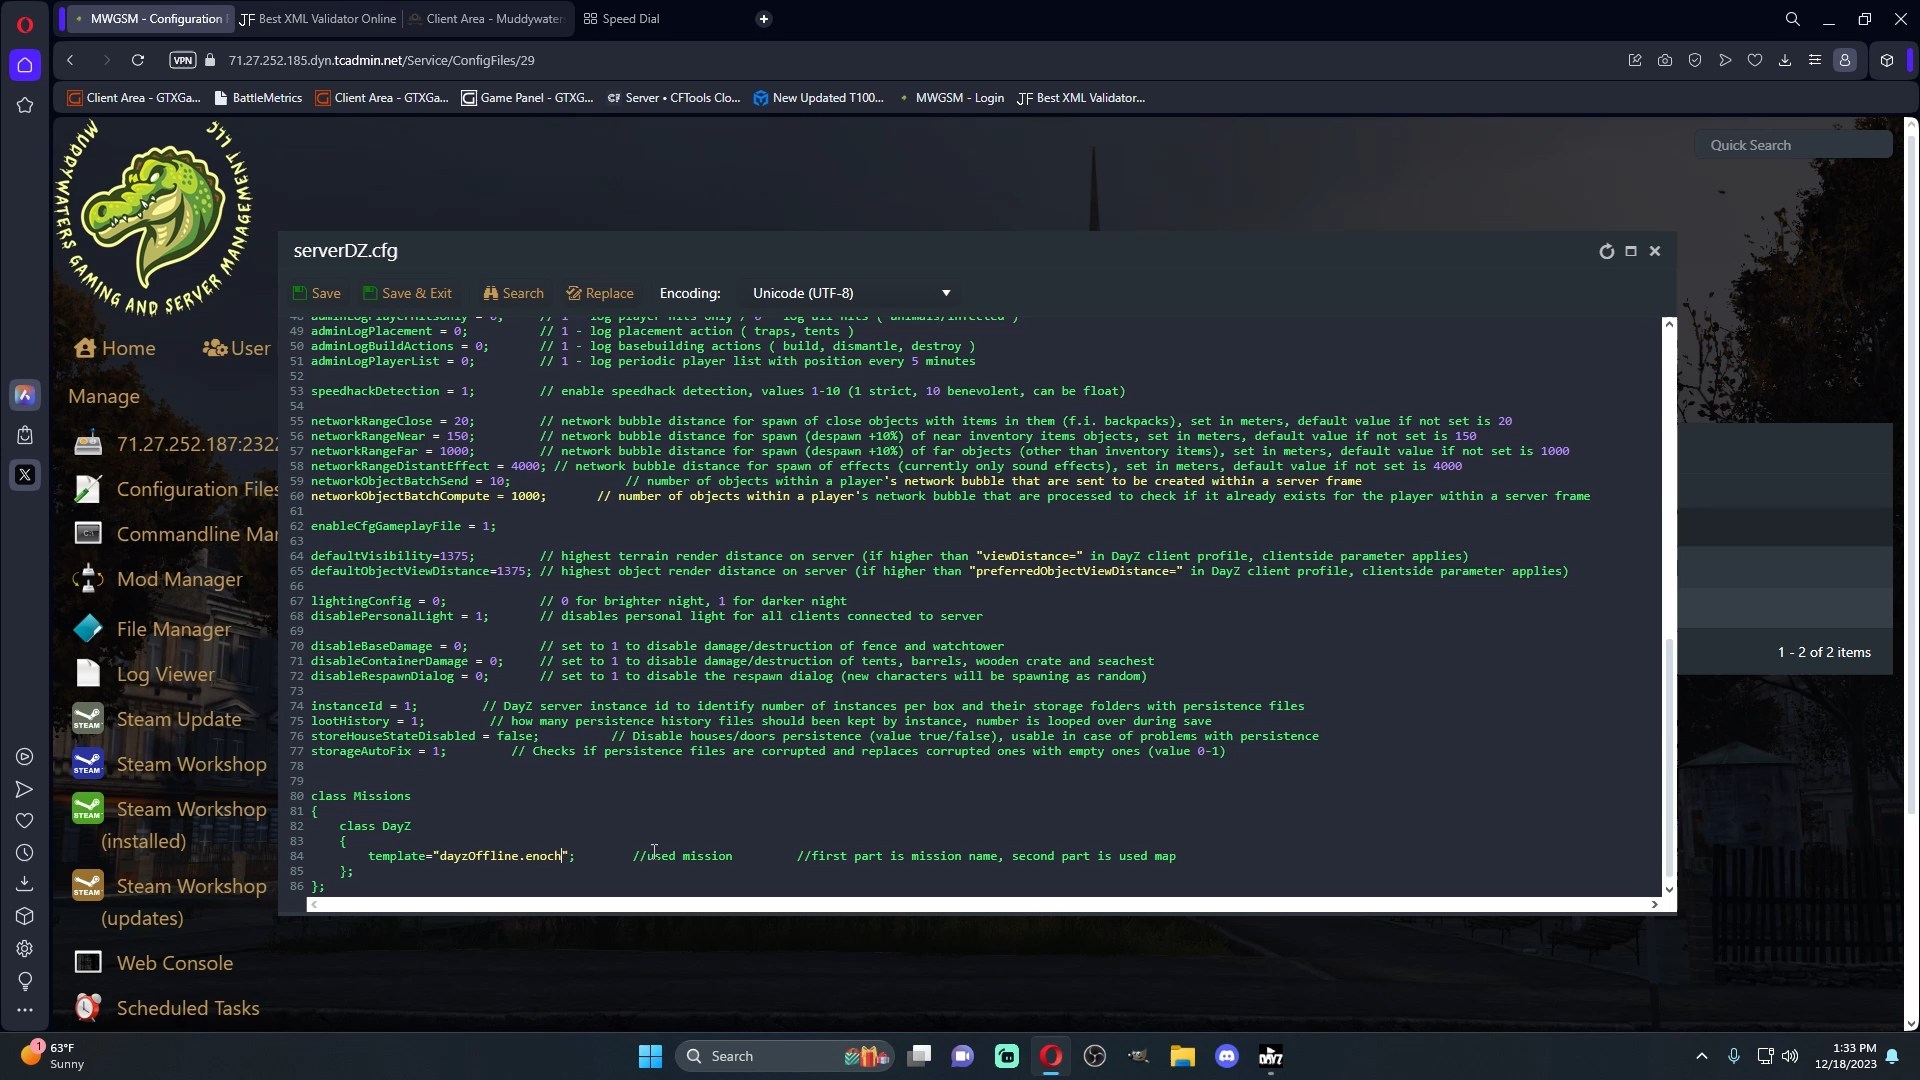 MWGSM - Configuration F
JF Best XML Validator Online
Client Area - Muddywater
Speed Dial
VPN
71.27.252.185.dyn.tcadmin.net/Service/ConfigFiles/29
Client Area - GTXGa...
BattleMetrics
Client Area - GTXGa...
Game Panel - GTXG...
CF Server • CFTools Clo...
New Updated T100...
MWGSM - Login
JF Best XML Validator...
MUDDYWATERS GAMING AND SERVER MANAGEMENT LLC
Quick Search
Home
User
Manage
71.27.252.187:2322
Configuration Files
Commandline Man
Mod Manager
File Manager
Log Viewer
Steam Update
Steam Workshop
Steam Workshop
(installed)
Steam Workshop
(updates)
Web Console
Scheduled Tasks
serverDZ.cfg
Save
Save & Exit
Search
Replace
Encoding:
Unicode (UTF-8)
48 adminLogPlayerHitsOnly = 0; // 1 - log player hits only / 0 - log all hits ( animals/infected )
49 adminLogPlacement = 0; // 1 - log placement action ( traps, tents )
50 adminLogBuildActions = 0; // 1 - log basebuilding actions ( build, dismantle, destroy )
51 adminLogPlayerList = 0; // 1 - log periodic player list with position every 5 minutes
52
53 speedhackDetection = 1; // enable speedhack detection, values 1-10 (1 strict, 10 benevolent, can be float)
54
55 networkRangeClose = 20; // network bubble distance for spawn of close objects with items in them (f.i. backpacks), set in meters, default value if not set is 20
56 networkRangeNear = 150; // network bubble distance for spawn (despawn +10%) of near inventory items objects, set in meters, default value if not set is 150
57 networkRangeFar = 1000; // network bubble distance for spawn (despawn +10%) of far objects (other than inventory items), set in meters, default value if not set is 1000
58 networkRangeDistantEffect = 4000; // network bubble distance for spawn of effects (currently only sound effects), set in meters, default value if not set is 4000
59 networkObjectBatchSend = 10; // number of objects within a player's network bubble that are sent to be created within a server frame
60 networkObjectBatchCompute = 1000; // number of objects within a player's network bubble that are processed to check if it already exists for the player within a server frame
61
62 enableCfgGameplayFile = 1;
63
64 defaultVisibility=1375; // highest terrain render distance on server (if higher than "viewDistance=" in DayZ client profile, clientside parameter applies)
65 defaultObjectViewDistance=1375; // highest object render distance on server (if higher than "preferredObjectViewDistance=" in DayZ client profile, clientside parameter applies)
66
67 lightingConfig = 0; // 0 for brighter night, 1 for darker night
68 disablePersonalLight = 1; // disables personal light for all clients connected to server
69
70 disableBaseDamage = 0; // set to 1 to disable damage/destruction of fence and watchtower
71 disableContainerDamage = 0; // set to 1 to disable damage/destruction of tents, barrels, wooden crate and seachest
72 disableRespawnDialog = 0; // set to 1 to disable the respawn dialog (new characters will be spawning as random)
73
74 instanceId = 1; // DayZ server instance id to identify number of instances per box and their storage folders with persistence files
75 lootHistory = 1; // how many persistence history files should been kept by instance, number is looped over during save
76 storeHouseStateDisabled = false; // Disable houses/doors persistence (value true/false), usable in case of problems with persistence
77 storageAutoFix = 1; // Checks if persistence files are corrupted and replaces corrupted ones with empty ones (value 0-1)
78
79
80 class Missions
81 {
82 class DayZ
83 {
84 template="dayzOffline.enoch"; //used mission //first part is mission name, second part is used map
85 };
86 };
1 - 2 of 2 items
1
63°F
Sunny
Search
DAYZ
1:33 PM
12/18/2023